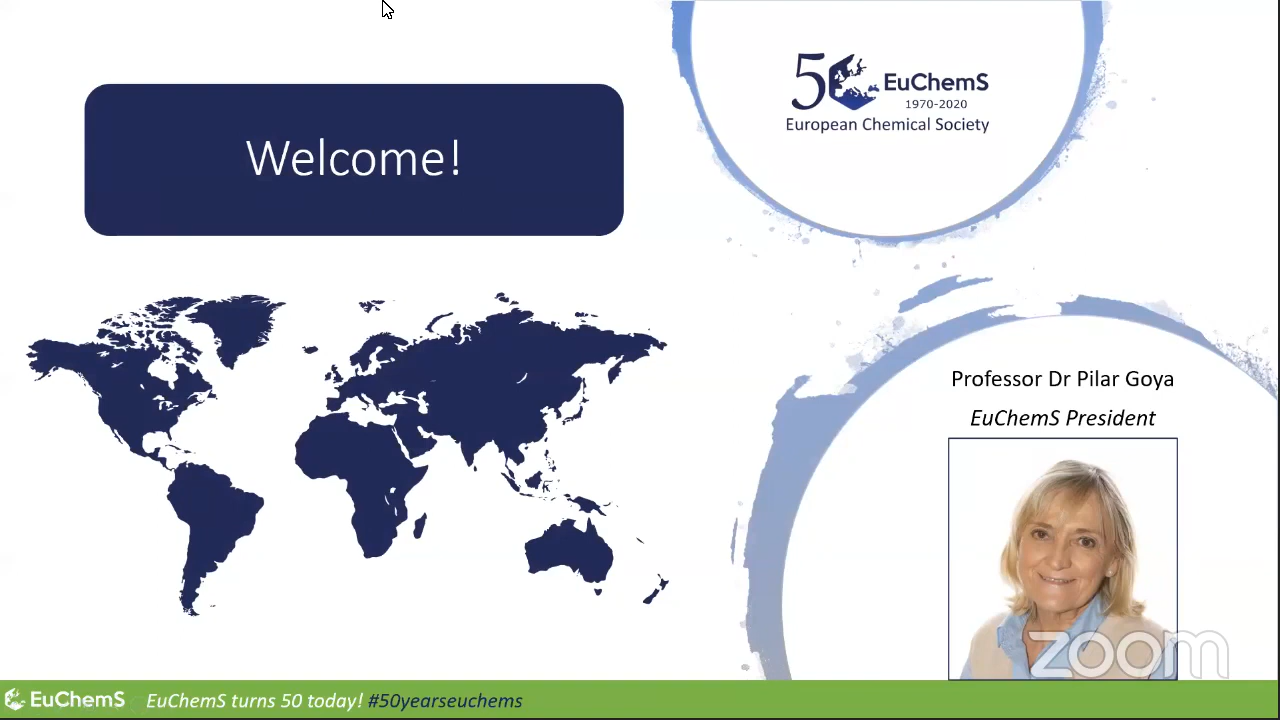 Welcome!
50 EuChemS
1970-2020
European Chemical Society
Professor Dr Pilar Goya
EuChemS President
zoom
EuChemS EuChemS turns 50 today! #50yearseuchems